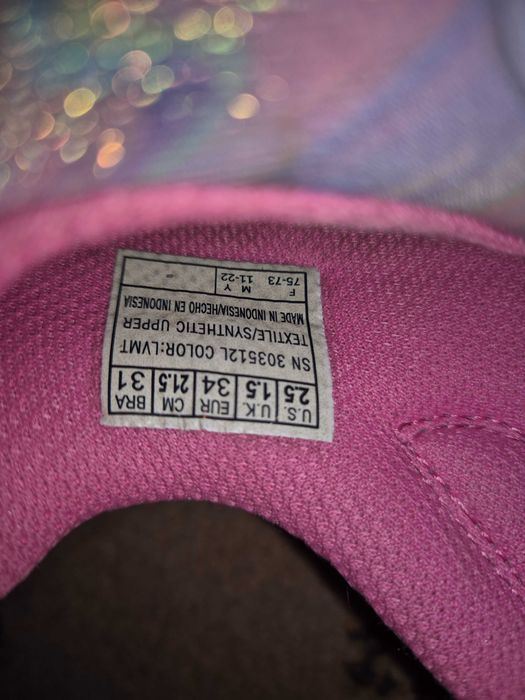 U.S. U.K EUR CM BRA
2.5 1.5 34 21.5 31
SN 303512L COLOR:LVMT
TEXTILE/SYNTHETIC UPPER
MADE IN INDONESIA/HECHO EN INDONESIA
F M Y
75-73 11-22